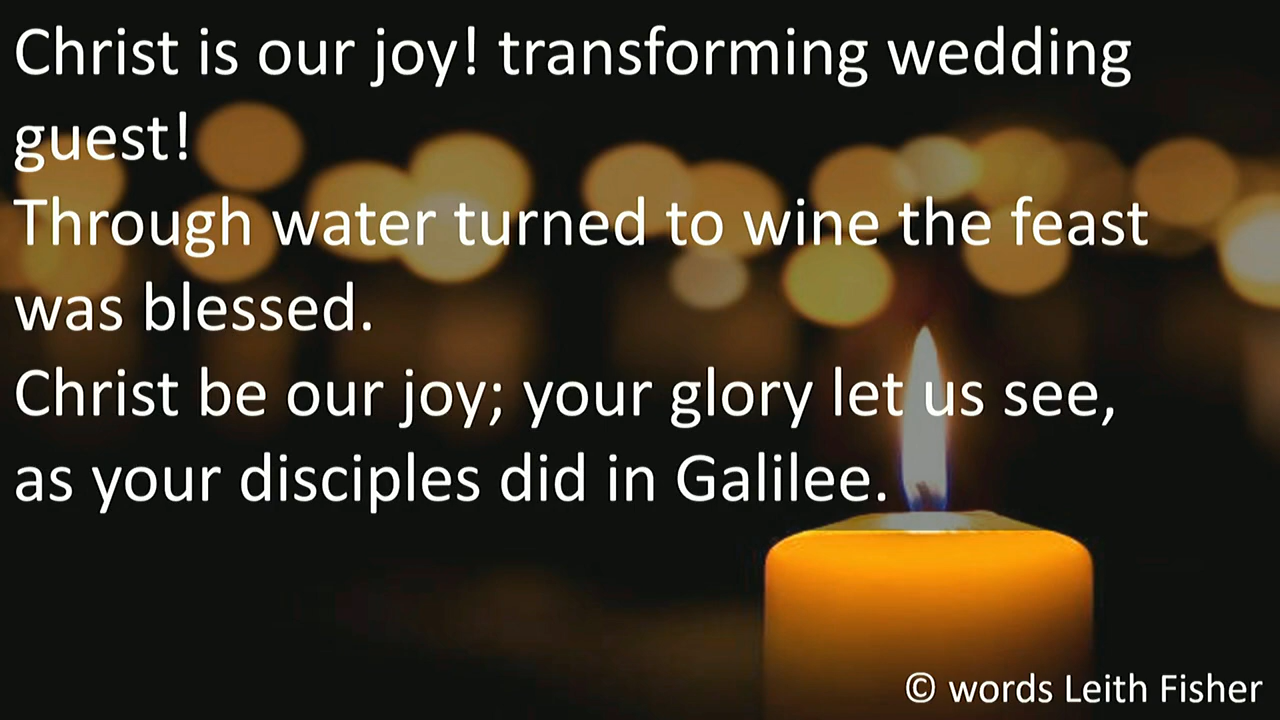 Christ is our joy! transforming wedding
guest!
Through water turned to wine the feast
was blessed.
Christ be our joy; your glory let us see,
as your disciples did in Galilee.
© words Leith Fisher